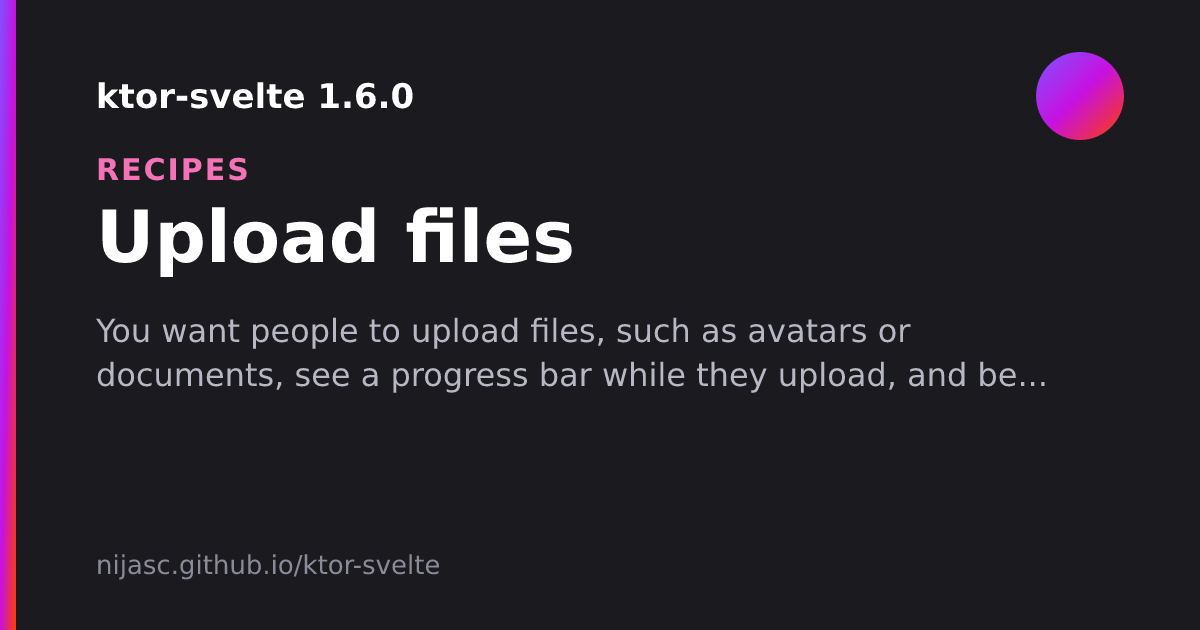 ktor-svelte 1.6.0
RECIPES
Upload files
You want people to upload files, such as avatars or
documents, see a progress bar while they upload, and be...
nijasc.github.io/ktor-svelte